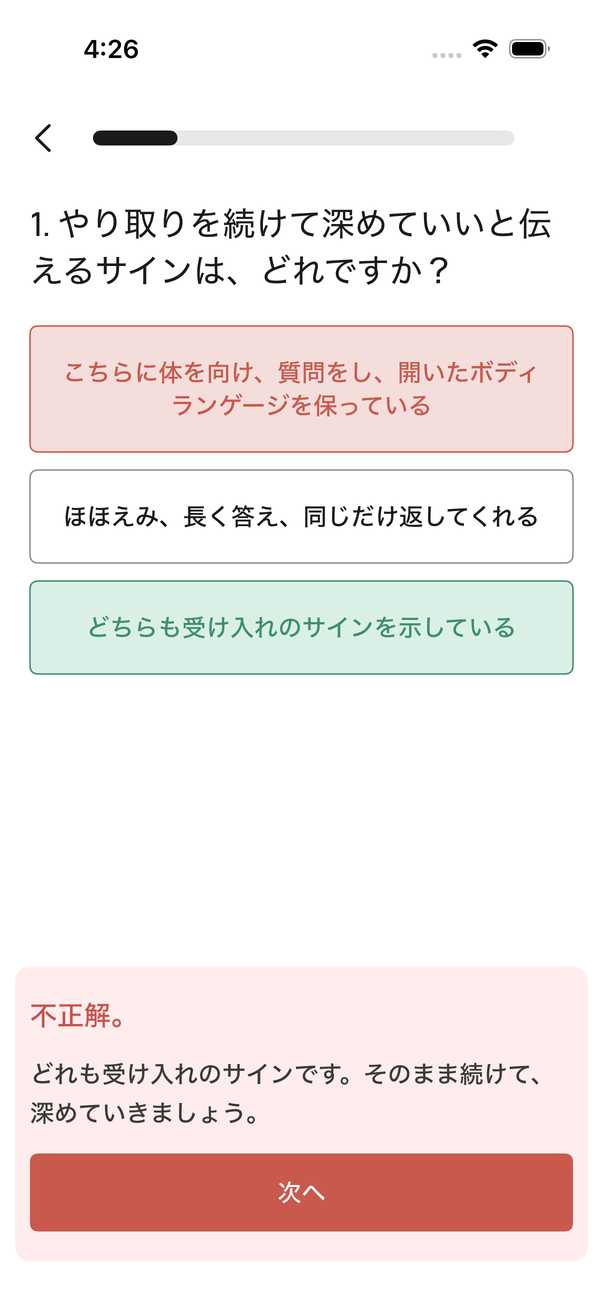 4:26
1. やり取りを続けて深めていいと伝
えるサインは、どれですか？
こちらに体を向け、質問をし、開いたボディ
ランゲージを保っている
ほほえみ、長く答え、同じだけ返してくれる
どちらも受け入れのサインを示している
不正解。
どれも受け入れのサインです。そのまま続けて、
深めていきましょう。
次へ